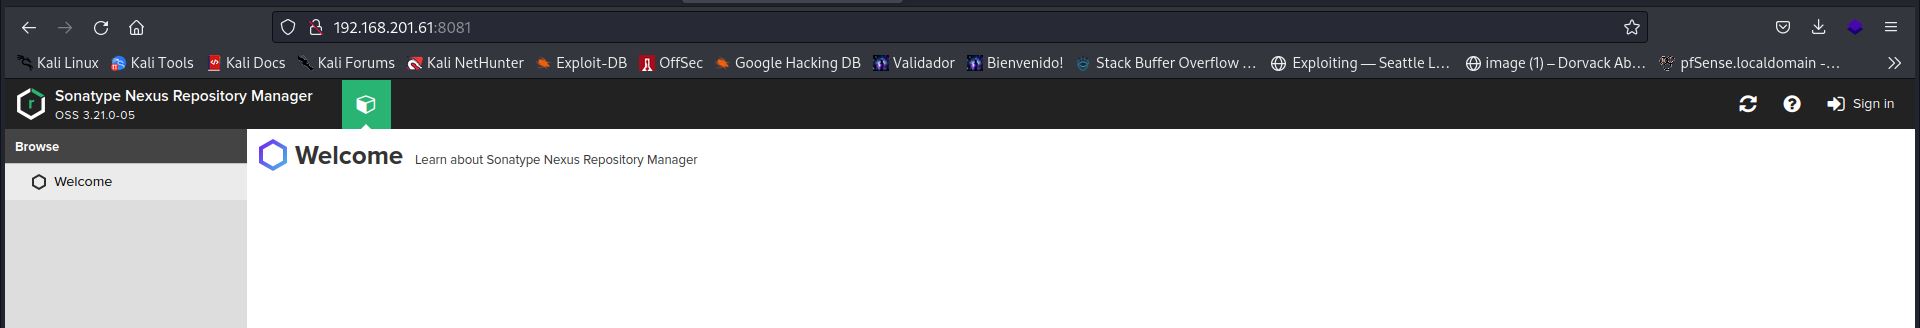 192.168.201.61:8081
Kali Linux Kali Tools Kali Docs Kali Forums Kali NetHunter Exploit-DB OffSec Google Hacking DB Validador Bienvenido! Stack Buffer Overflow ... Exploiting — Seattle L... image (1) – Dorvack Ab... pfSense.localdomain -...
Sonatype Nexus Repository Manager
OSS 3.21.0-05
Sign in
Browse
Welcome Learn about Sonatype Nexus Repository Manager
Welcome